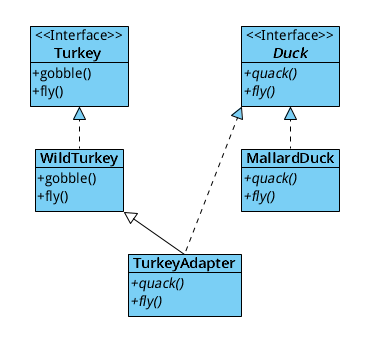 <<Interface>>
Turkey
+gobble()
+fly()
<<Interface>>
Duck
+quack()
+fly()
WildTurkey
+gobble()
+fly()
MallardDuck
+quack()
+fly()
TurkeyAdapter
+quack()
+fly()